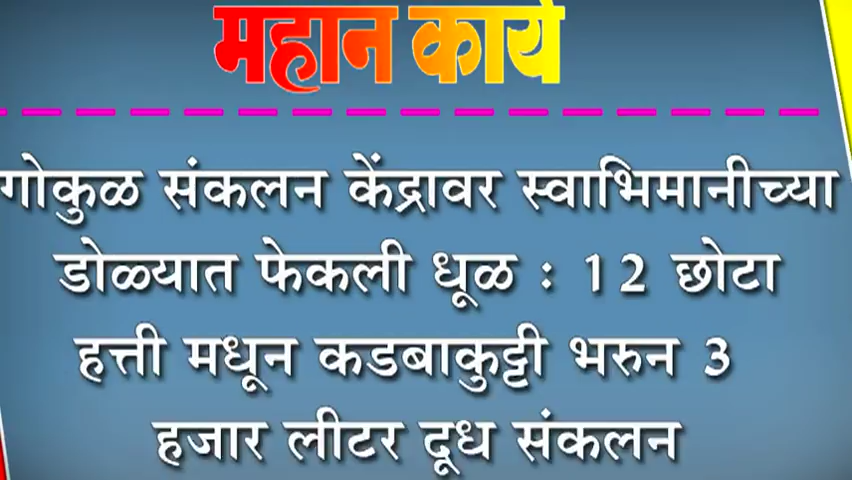 महान कार्य
गोकुळ संकलन केंद्रावर स्वाभिमानीच्या
डोळ्यात फेकली धूळ : 12 छोटा
हत्ती मधून कडबाकुट्टी भरुन 3
हजार लीटर दूध संकलन